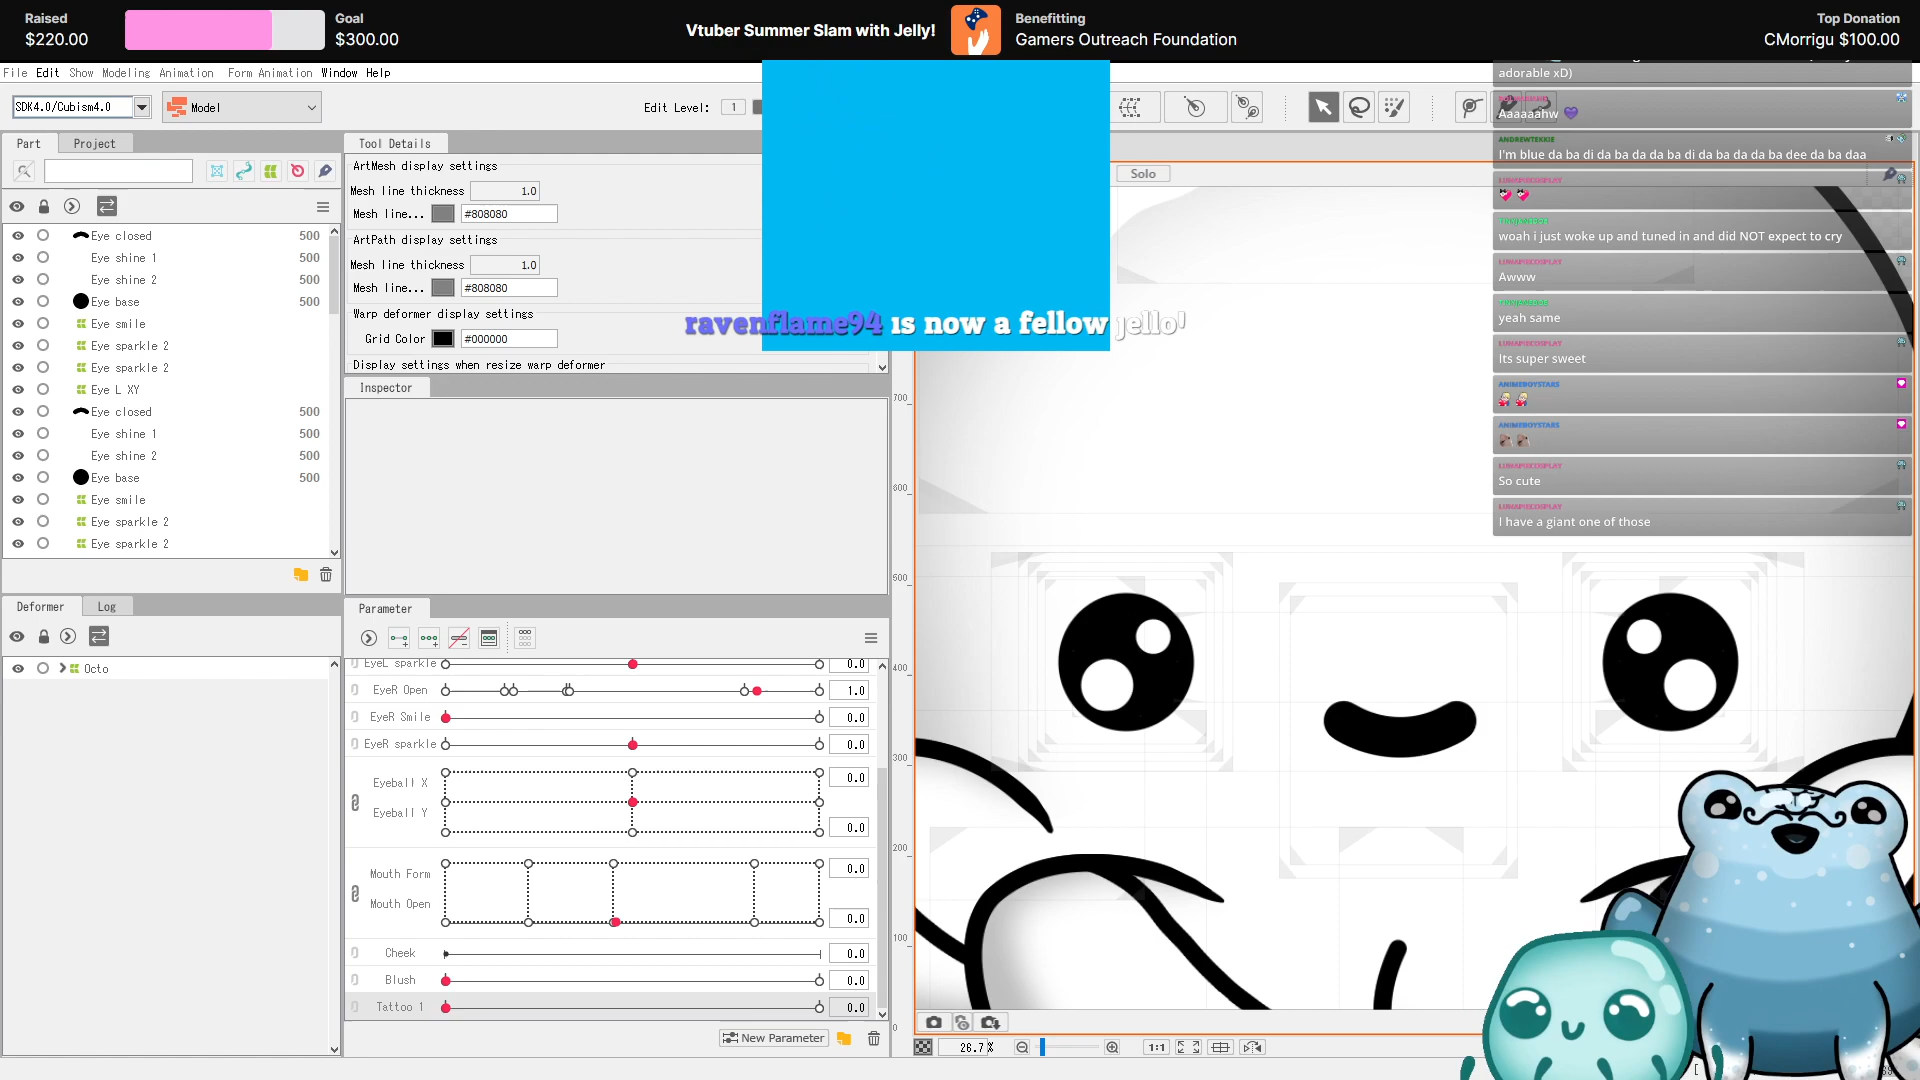 Raised
$220.00
Goal
$300.00
Vtuber Summer Slam with Jelly!
Benefitting
Gamers Outreach Foundation
Top Donation
CMorrigu $100.00
File Edit Show Modeling Animation Form Animation Window Help
SDK4.0/Cubism4.0
Model
Edit Level: 1
Part
Project
Eye closed 500
Eye shine 1 500
Eye shine 2 500
Eye base 500
Eye smile
Eye sparkle 2
Eye sparkle 2
Eye L XY
Eye closed 500
Eye shine 1 500
Eye shine 2 500
Eye base 500
Eye smile
Eye sparkle 2
Eye sparkle 2
Deformer
Log
Octo
Tool Details
ArtMesh display settings
Mesh line thickness 1.0
Mesh line... #808080
ArtPath display settings
Mesh line thickness 1.0
Mesh line... #808080
Warp deformer display settings
Grid Color #000000
Display settings when resize warp deformer
Inspector
Parameter
EyeL sparkle 0.0
EyeR Open 1.0
EyeR Smile 0.0
EyeR sparkle 0.0
Eyeball X 0.0
Eyeball Y 0.0
Mouth Form 0.0
Mouth Open 0.0
Cheek 0.0
Blush 0.0
Tattoo 1 0.0
New Parameter
ravenflame94 is now a fellow jello!
Solo
700
600
500
400
300
200
100
0
26.7%
1:1
adorable xD)
Aaaaaahw
ANDREWTEKKIE
I'm blue da ba di da ba da da ba di da ba da da ba dee da ba daa
LUNAPIECOSPLAY
woah i just woke up and tuned in and did NOT expect to cry
LUNAPIECOSPLAY
Awww
yeah same
LUNAPIECOSPLAY
Its super sweet
ANIMEBOYSTARS
ANIMEBOYSTARS
LUNAPIECOSPLAY
So cute
LUNAPIECOSPLAY
I have a giant one of those